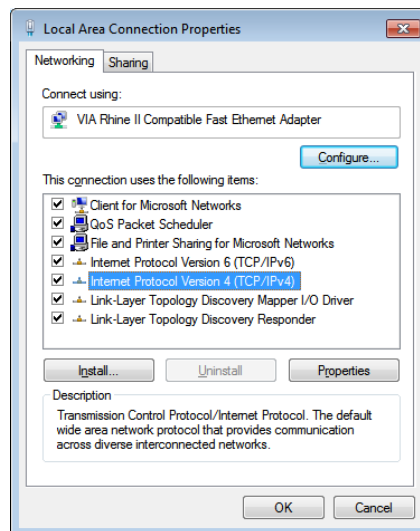 Local Area Connection Properties
Networking
Sharing
Connect using:
VIA Rhine II Compatible Fast Ethernet Adapter
Configure...
This connection uses the following items:
Client for Microsoft Networks
QoS Packet Scheduler
File and Printer Sharing for Microsoft Networks
Internet Protocol Version 6 (TCP/IPv6)
Internet Protocol Version 4 (TCP/IPv4)
Link-Layer Topology Discovery Mapper I/O Driver
Link-Layer Topology Discovery Responder
Install...
Uninstall
Properties
Description
Transmission Control Protocol/Internet Protocol. The default
wide area network protocol that provides communication
across diverse interconnected networks.
OK
Cancel